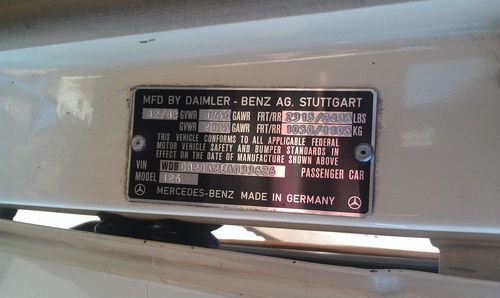 MFD BY DAIMLER - BENZ AG. STUTTGART
GVWR GAWR FRT/RR LBS
GVWR GAWR FRT/RR KG
THIS VEHICLE CONFORMS TO ALL APPLICABLE FEDERAL
MOTOR VEHICLE SAFETY AND BUMPER STANDARDS IN
EFFECT ON THE DATE OF MANUFACTURE SHOWN ABOVE
VIN PASSENGER CAR
MODEL 126
MERCEDES-BENZ MADE IN GERMANY